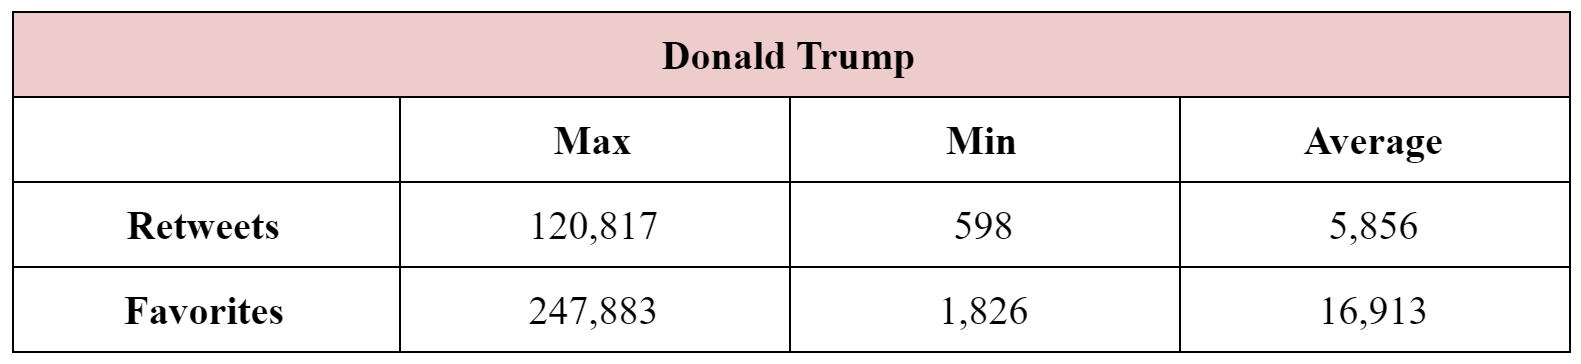 Donald Trump
Max Min Average
Retweets 120,817 598 5,856
Favorites 247,883 1,826 16,913